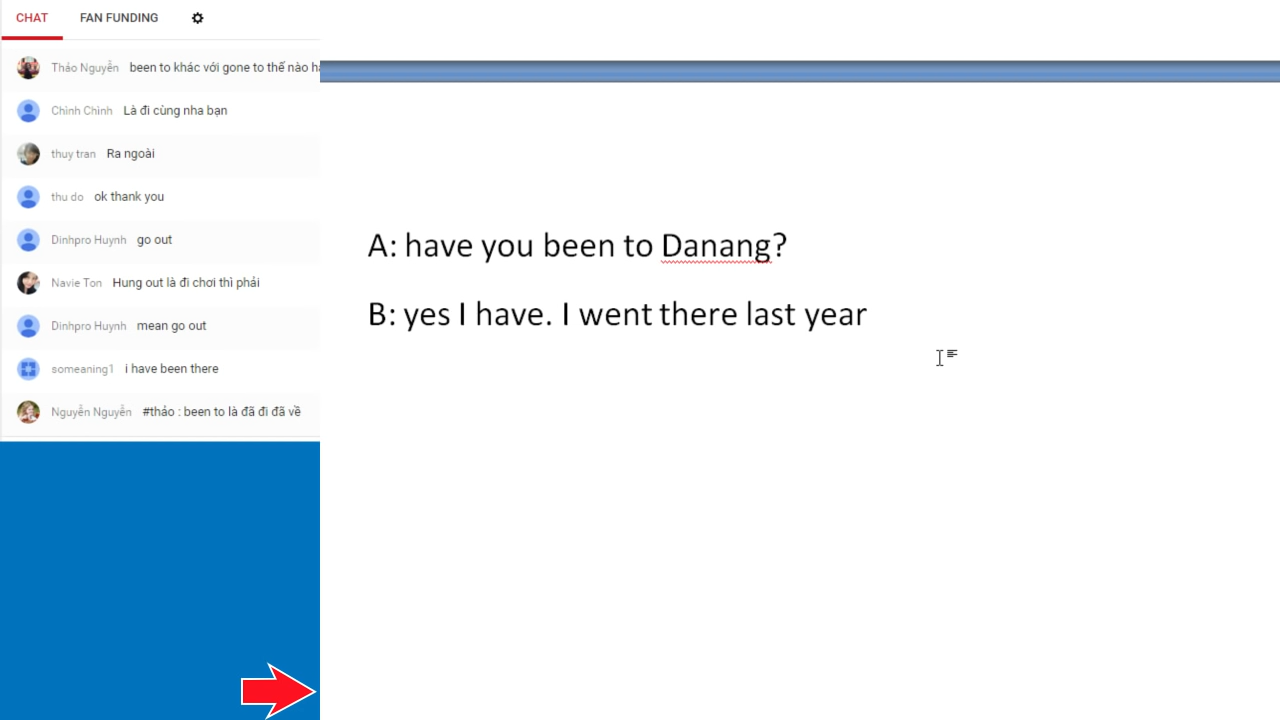 CHAT FAN FUNDING
Thảo Nguyễn been to khác với gone to thế nào
Chình Chình Là đi cùng nha bạn
thuy tran Ra ngoài
thu do ok thank you
Dinhpro Huynh go out
Navie Ton Hung out là đi chơi thì phải
Dinhpro Huynh mean go out
someaning1 i have been there
Nguyễn Nguyễn #thảo : been to là đã đi đã về
A: have you been to Danang?
B: yes I have. I went there last year